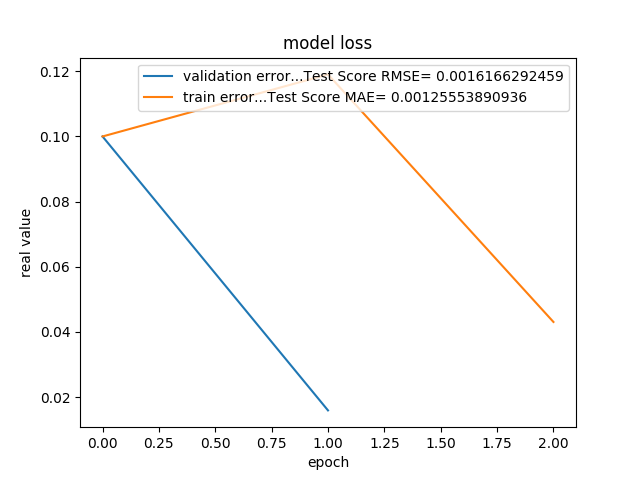 model loss
validation error...Test Score RMSE= 0.0016166292459
train error...Test Score MAE= 0.00125553890936
0.12
0.10
0.08
0.06
0.04
0.02
real value
0.00 0.25 0.50 0.75 1.00 1.25 1.50 1.75 2.00
epoch